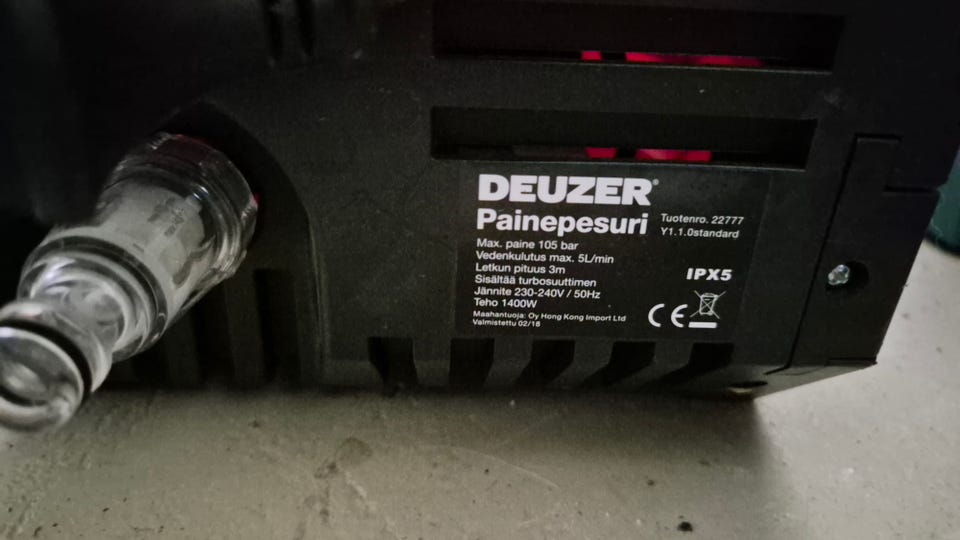 DEUZER®
Painepesuri
Tuotenro. 22777
Y1.1.0standard
Max. paine 105 bar
Vedenkulutus max. 5L/min
Letkun pituus 3m
Sisältää turbosuuttimen
Jännite 230-240V / 50Hz
Teho 1400W
IPX5
CE
Maahantuoja: Oy Hong Kong Import Ltd
Valmistettu 02/18